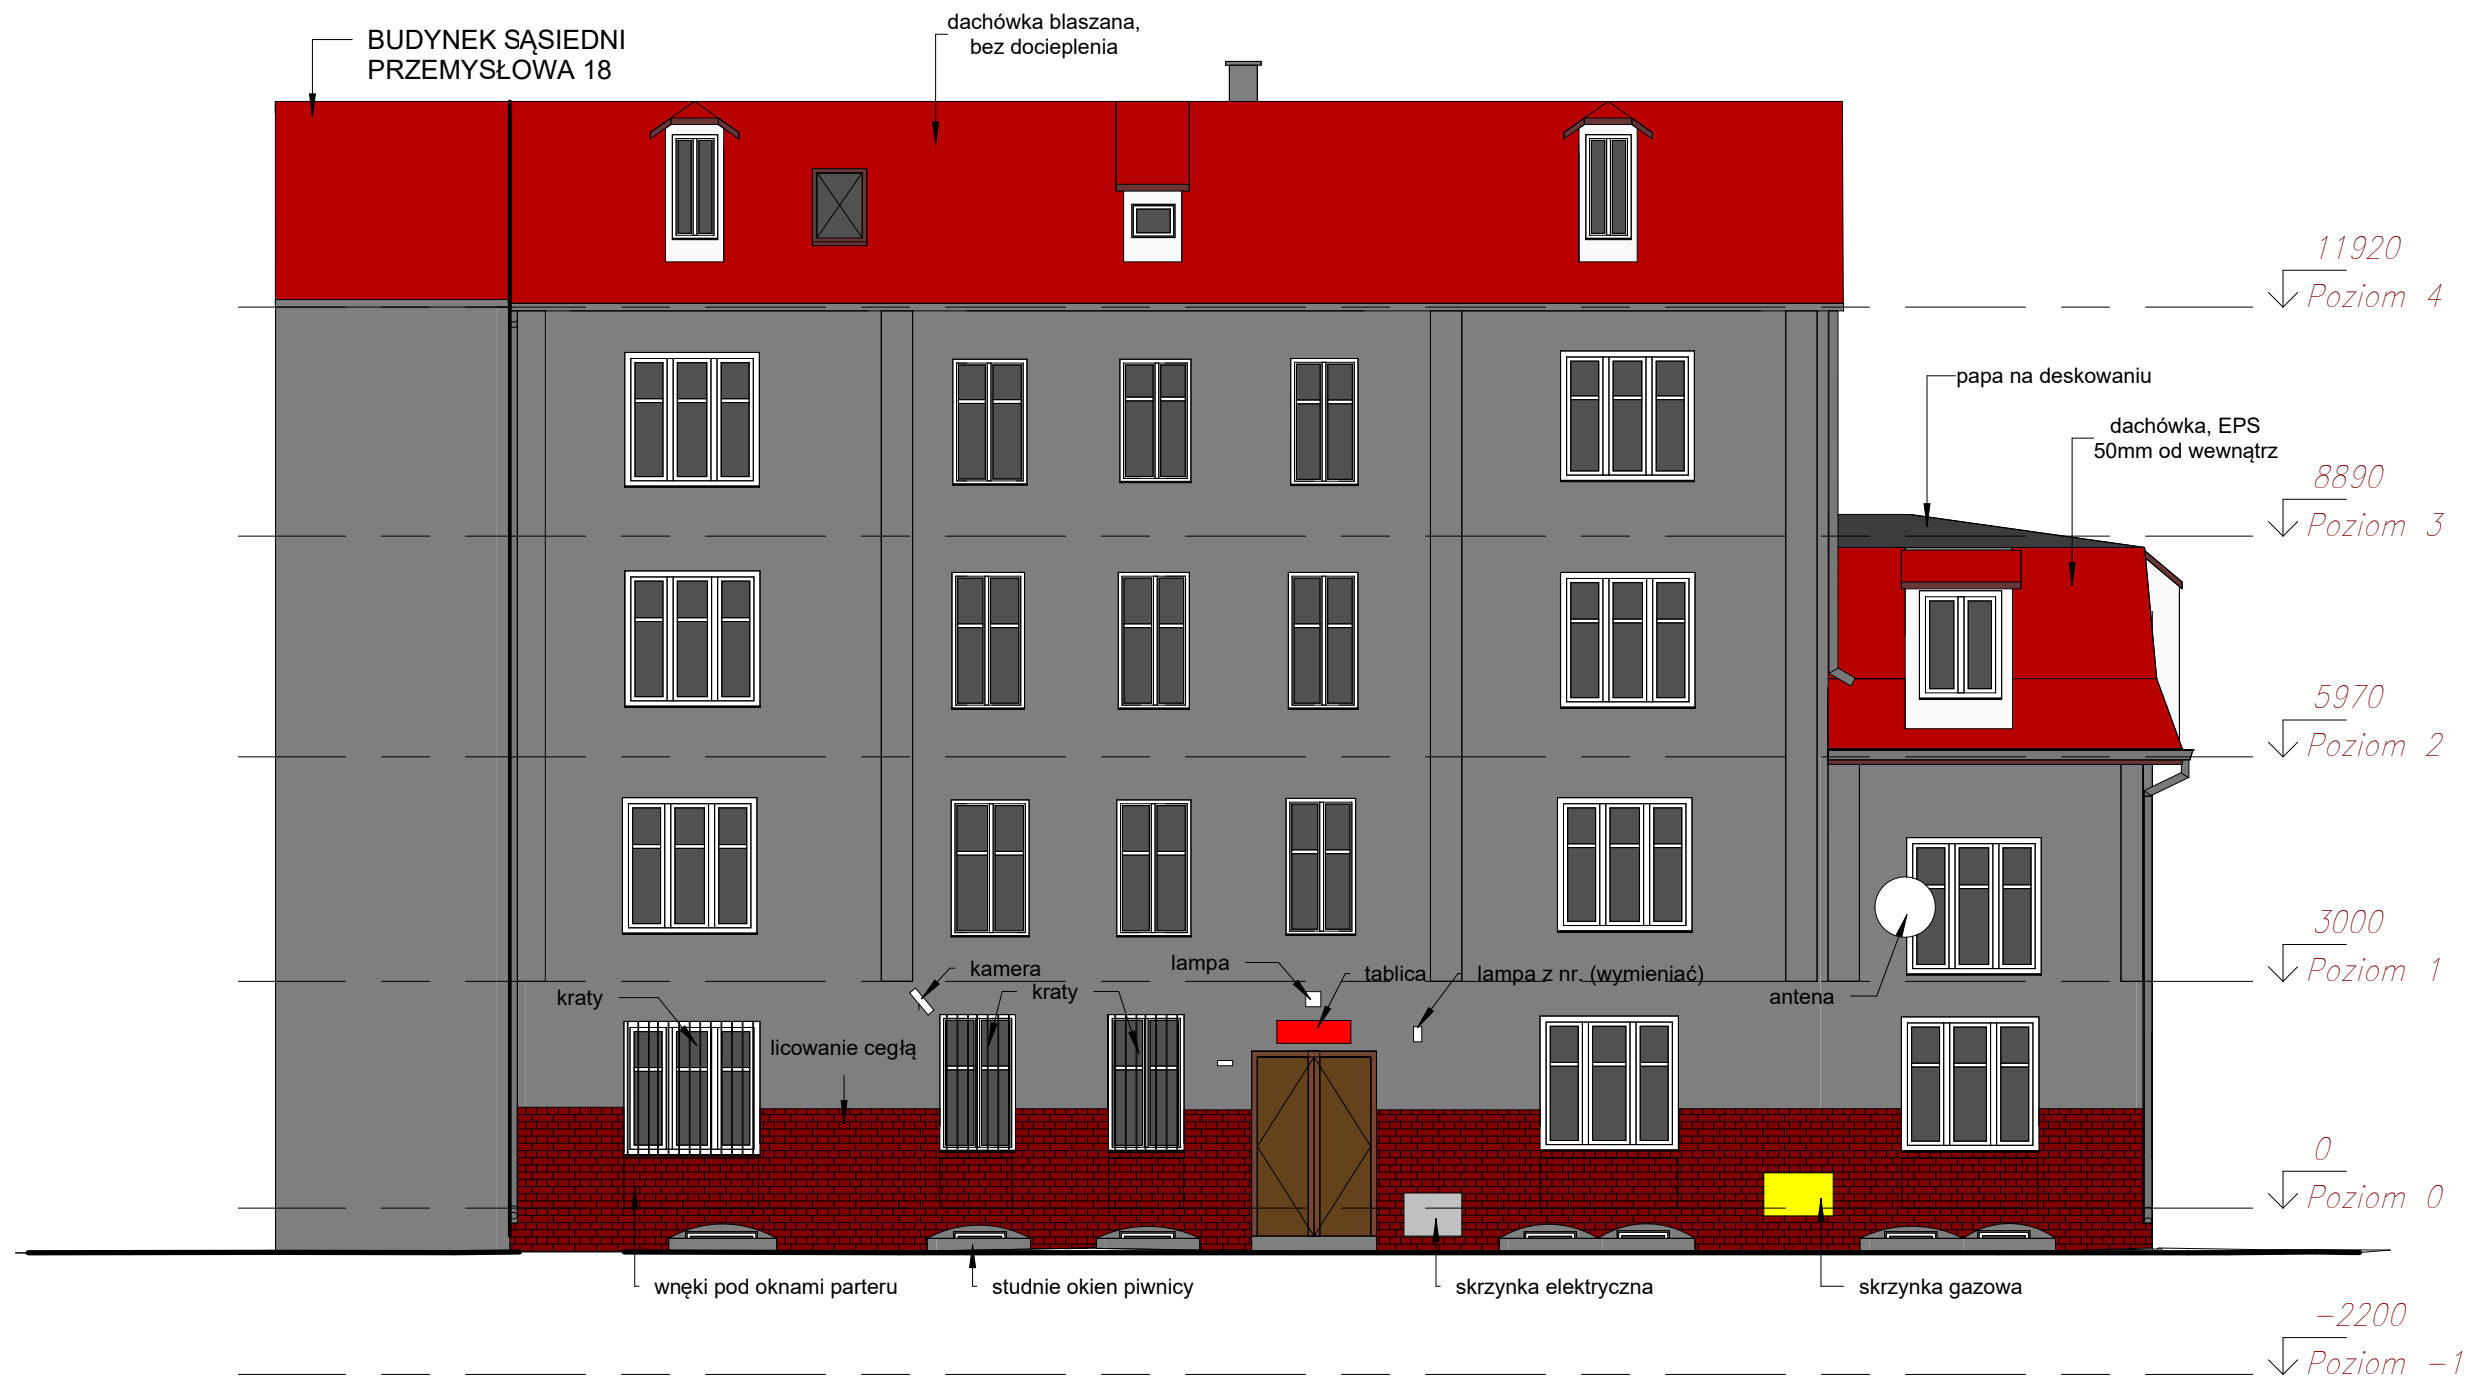 BUDYNEK SĄSIEDNI
PRZEMYSŁOWA 18
dachówka blaszana,
bez docieplenia
11920
Poziom 4
papa na deskowaniu
dachówka, EPS
50mm od wewnątrz
8890
Poziom 3
5970
Poziom 2
3000
Poziom 1
kamera
lampa
tablica
lampa z nr. (wymieniać)
kraty
kraty
antena
licowanie cegłą
0
Poziom 0
wnęki pod oknami parteru
studnie okien piwnicy
skrzynka elektryczna
skrzynka gazowa
-2200
Poziom -1